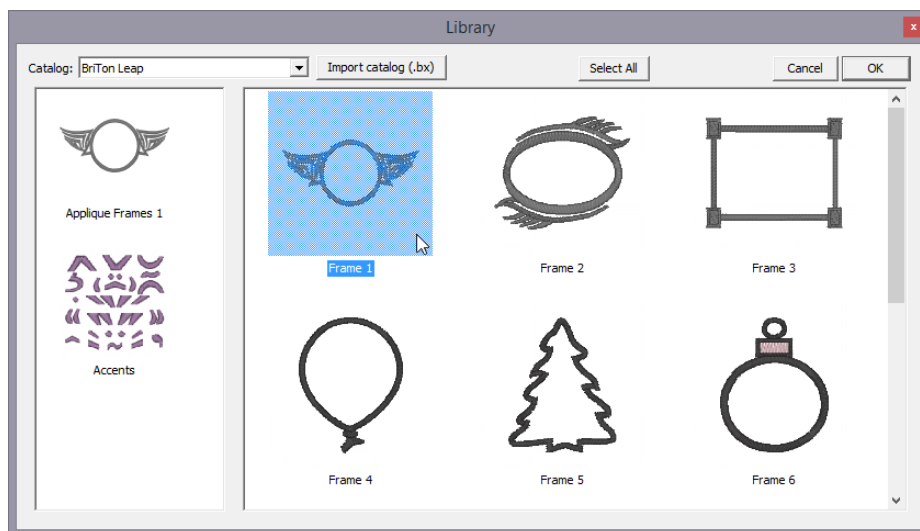 Library
x
Catalog: BriTon Leap Import catalog (.bx) Select All Cancel OK
Applique Frames 1
Accents
Frame 1 Frame 2 Frame 3
Frame 4 Frame 5 Frame 6